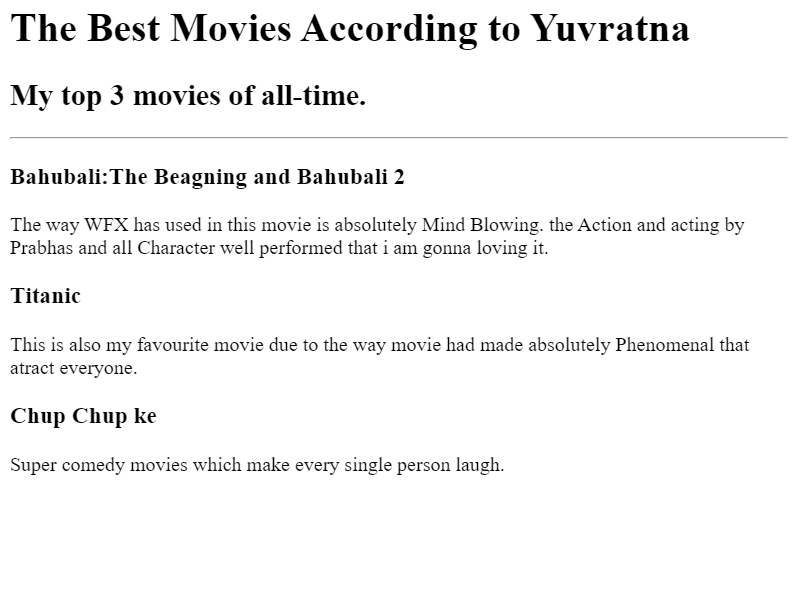 The Best Movies According to Yuvratna
My top 3 movies of all-time.
Bahubali:The Beagning and Bahubali 2
The way WFX has used in this movie is absolutely Mind Blowing. the Action and acting by
Prabhas and all Character well performed that i am gonna loving it.
Titanic
This is also my favourite movie due to the way movie had made absolutely Phenomenal that
atract everyone.
Chup Chup ke
Super comedy movies which make every single person laugh.